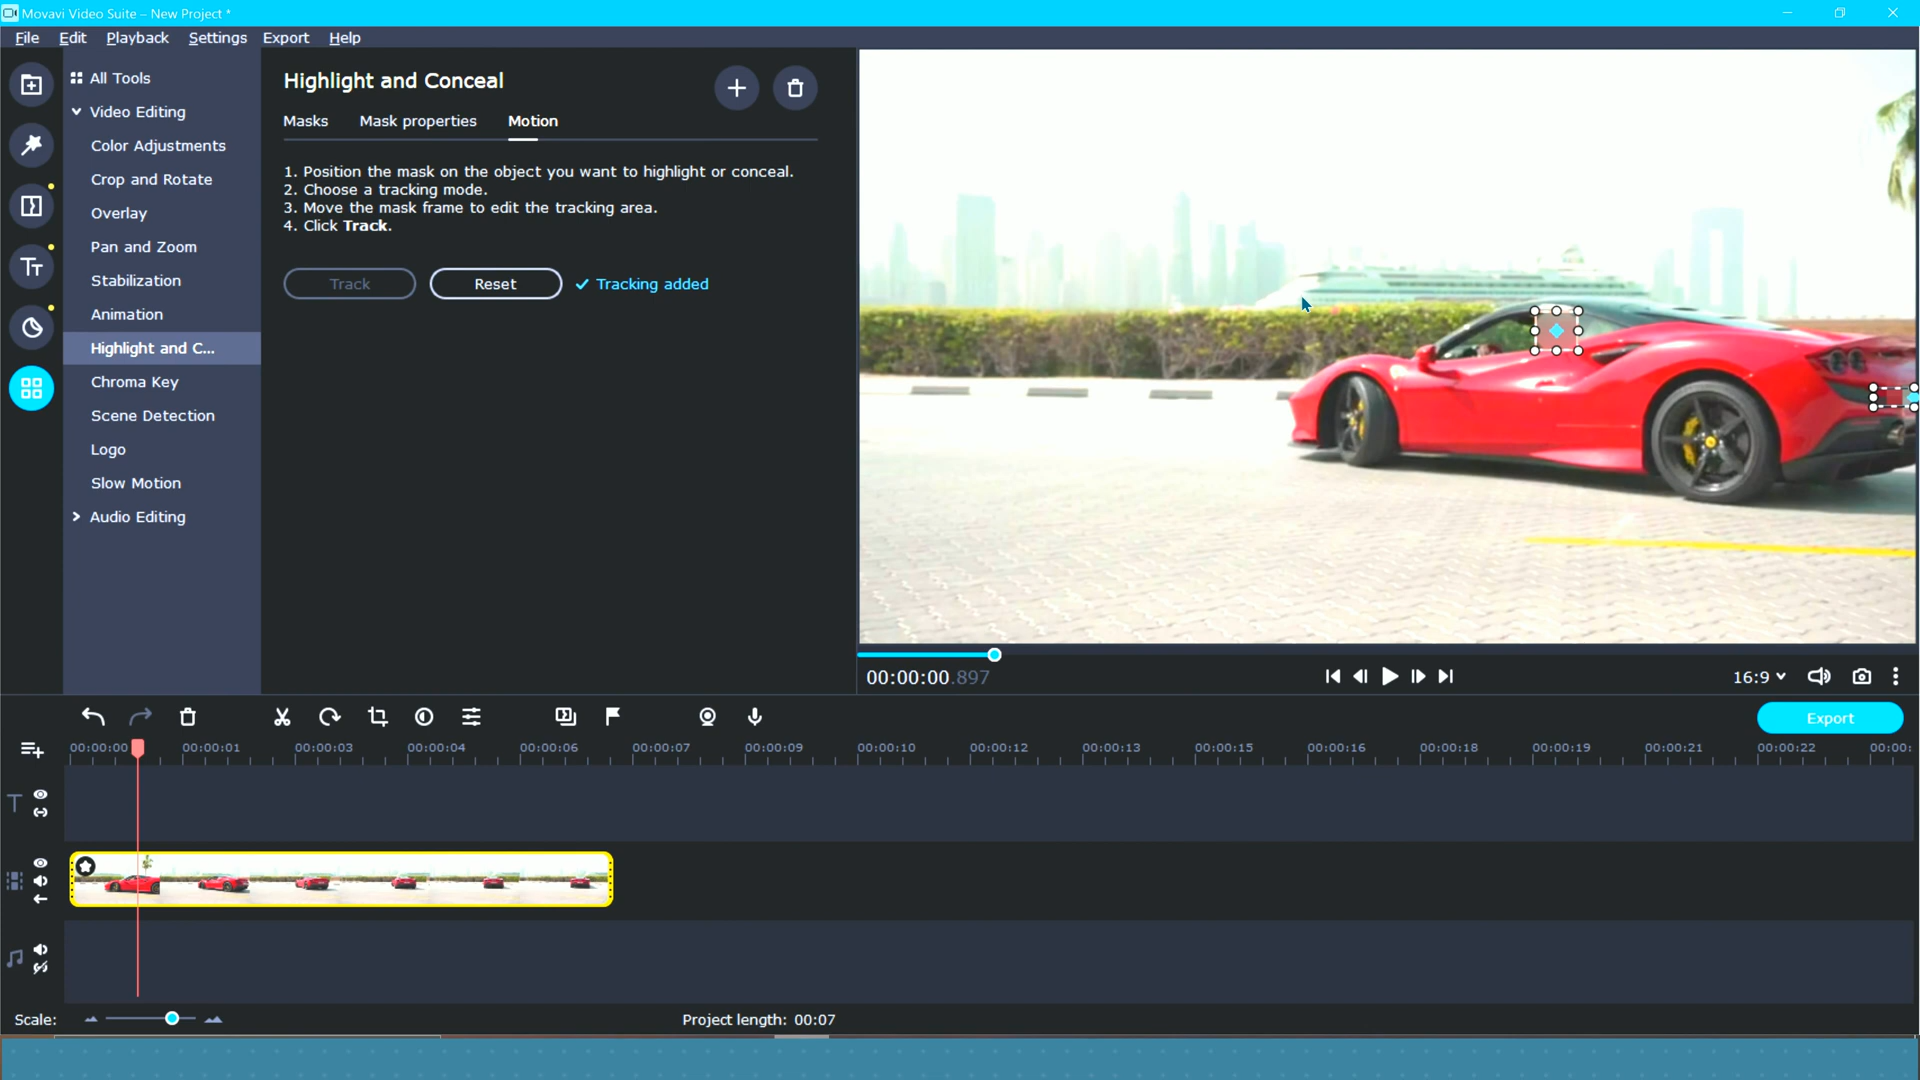 Movavi Video Suite – New Project *
File Edit Playback Settings Export Help
All Tools
Video Editing
Color Adjustments
Crop and Rotate
Overlay
Pan and Zoom
Stabilization
Animation
Highlight and C...
Chroma Key
Scene Detection
Logo
Slow Motion
Audio Editing
Highlight and Conceal
Masks Mask properties Motion
1. Position the mask on the object you want to highlight or conceal.
2. Choose a tracking mode.
3. Move the mask frame to edit the tracking area.
4. Click Track.
Track Reset Tracking added
00:00:00.897
16:9
Export
00:00:00 00:00:01 00:00:03 00:00:04 00:00:06 00:00:07 00:00:09 00:00:10 00:00:12 00:00:13 00:00:15 00:00:16 00:00:18 00:00:19 00:00:21 00:00:22 00:00:
Scale:
Project length: 00:07